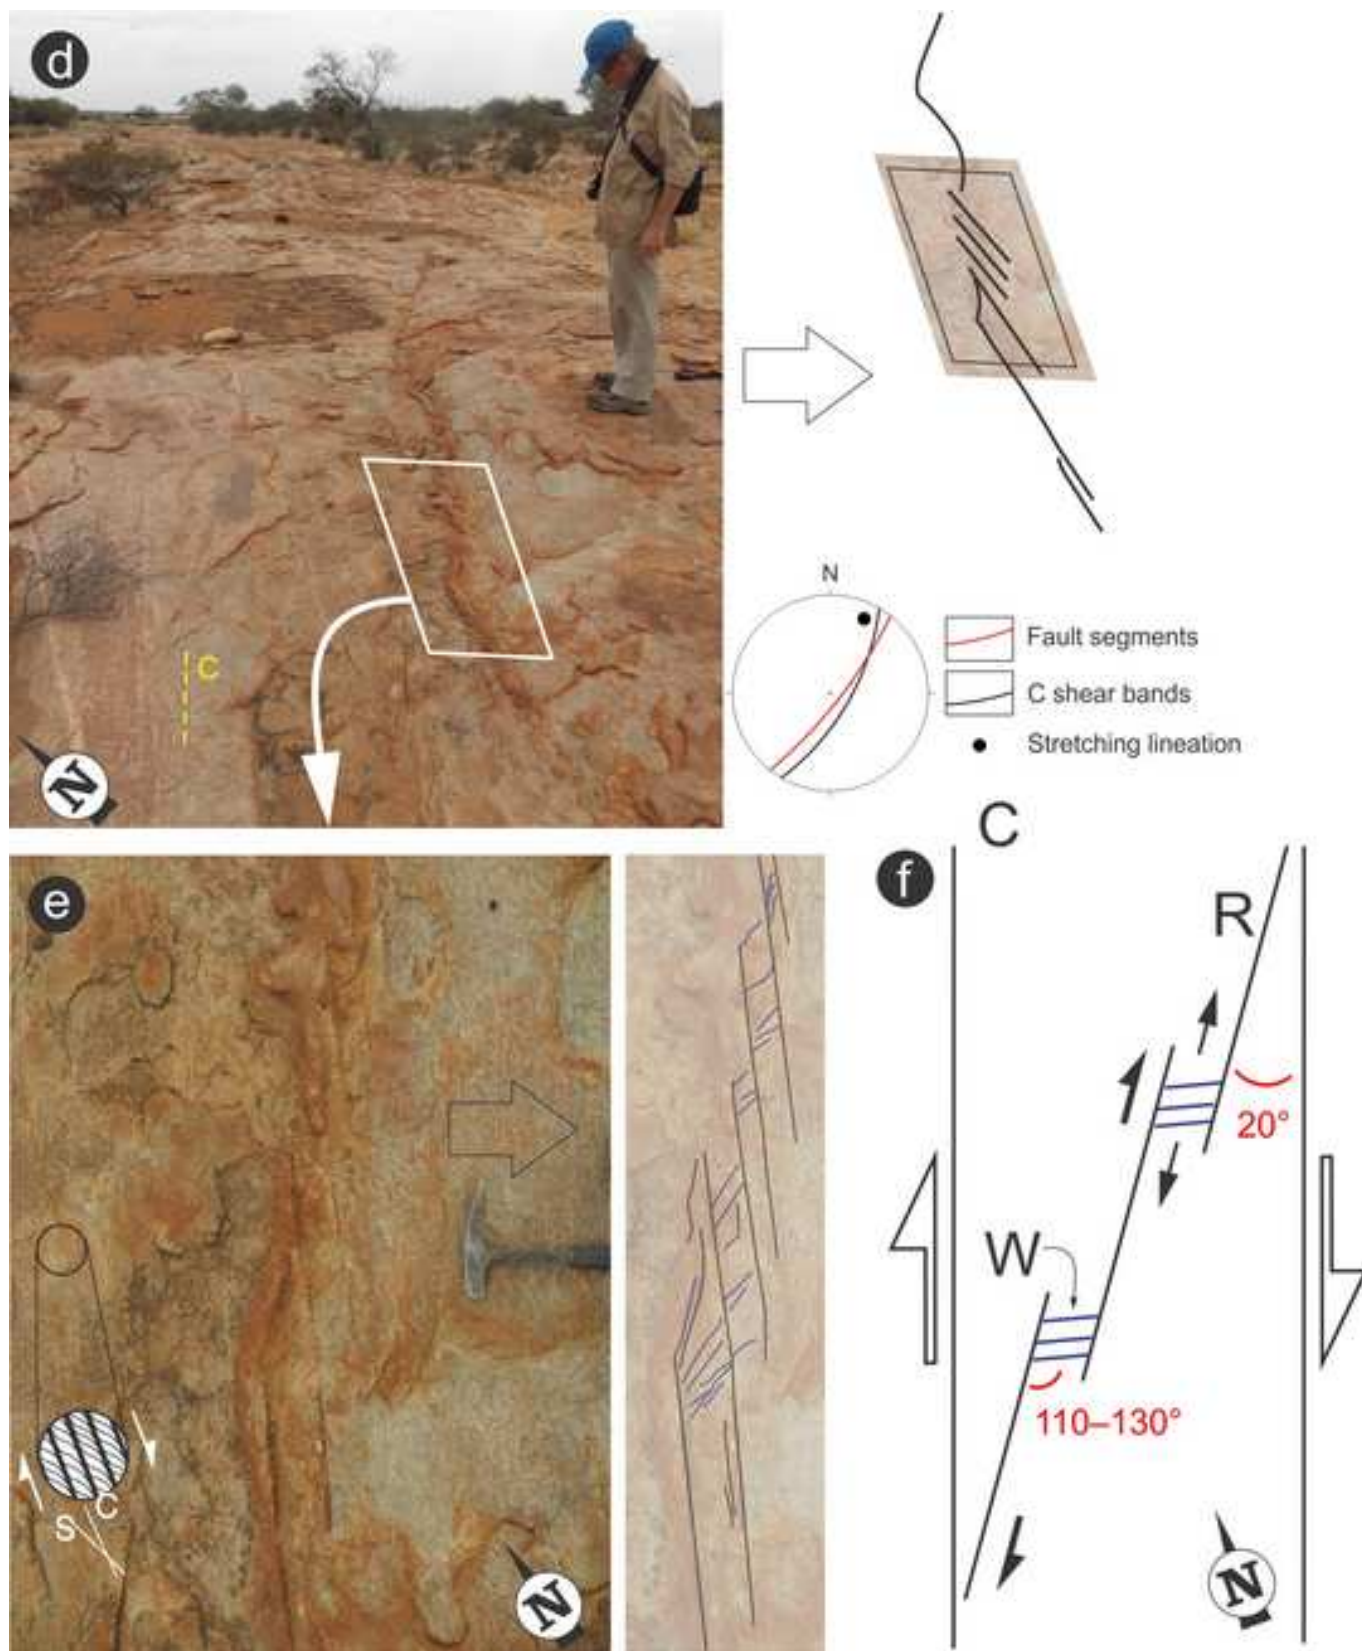 d
C
N
N
Fault segments
C shear bands
Stretching lineation
e
S
C
N
f
C
R
20°
W
110–130°
N